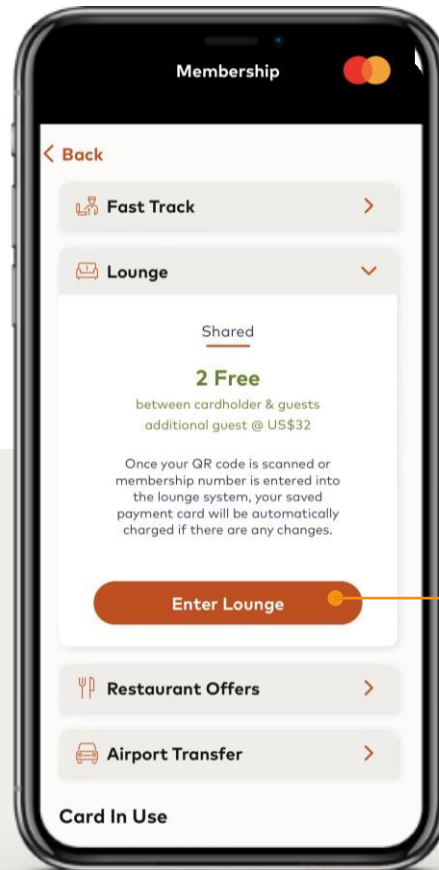 Membership
Back
Fast Track
Lounge
Shared
2 Free
between cardholder & guests
additional guest @ US$32
Once your QR code is scanned or
membership number is entered into
the lounge system, your saved
payment card will be automatically
charged if there are any changes.
Enter Lounge
Restaurant Offers
Airport Transfer
Card In Use